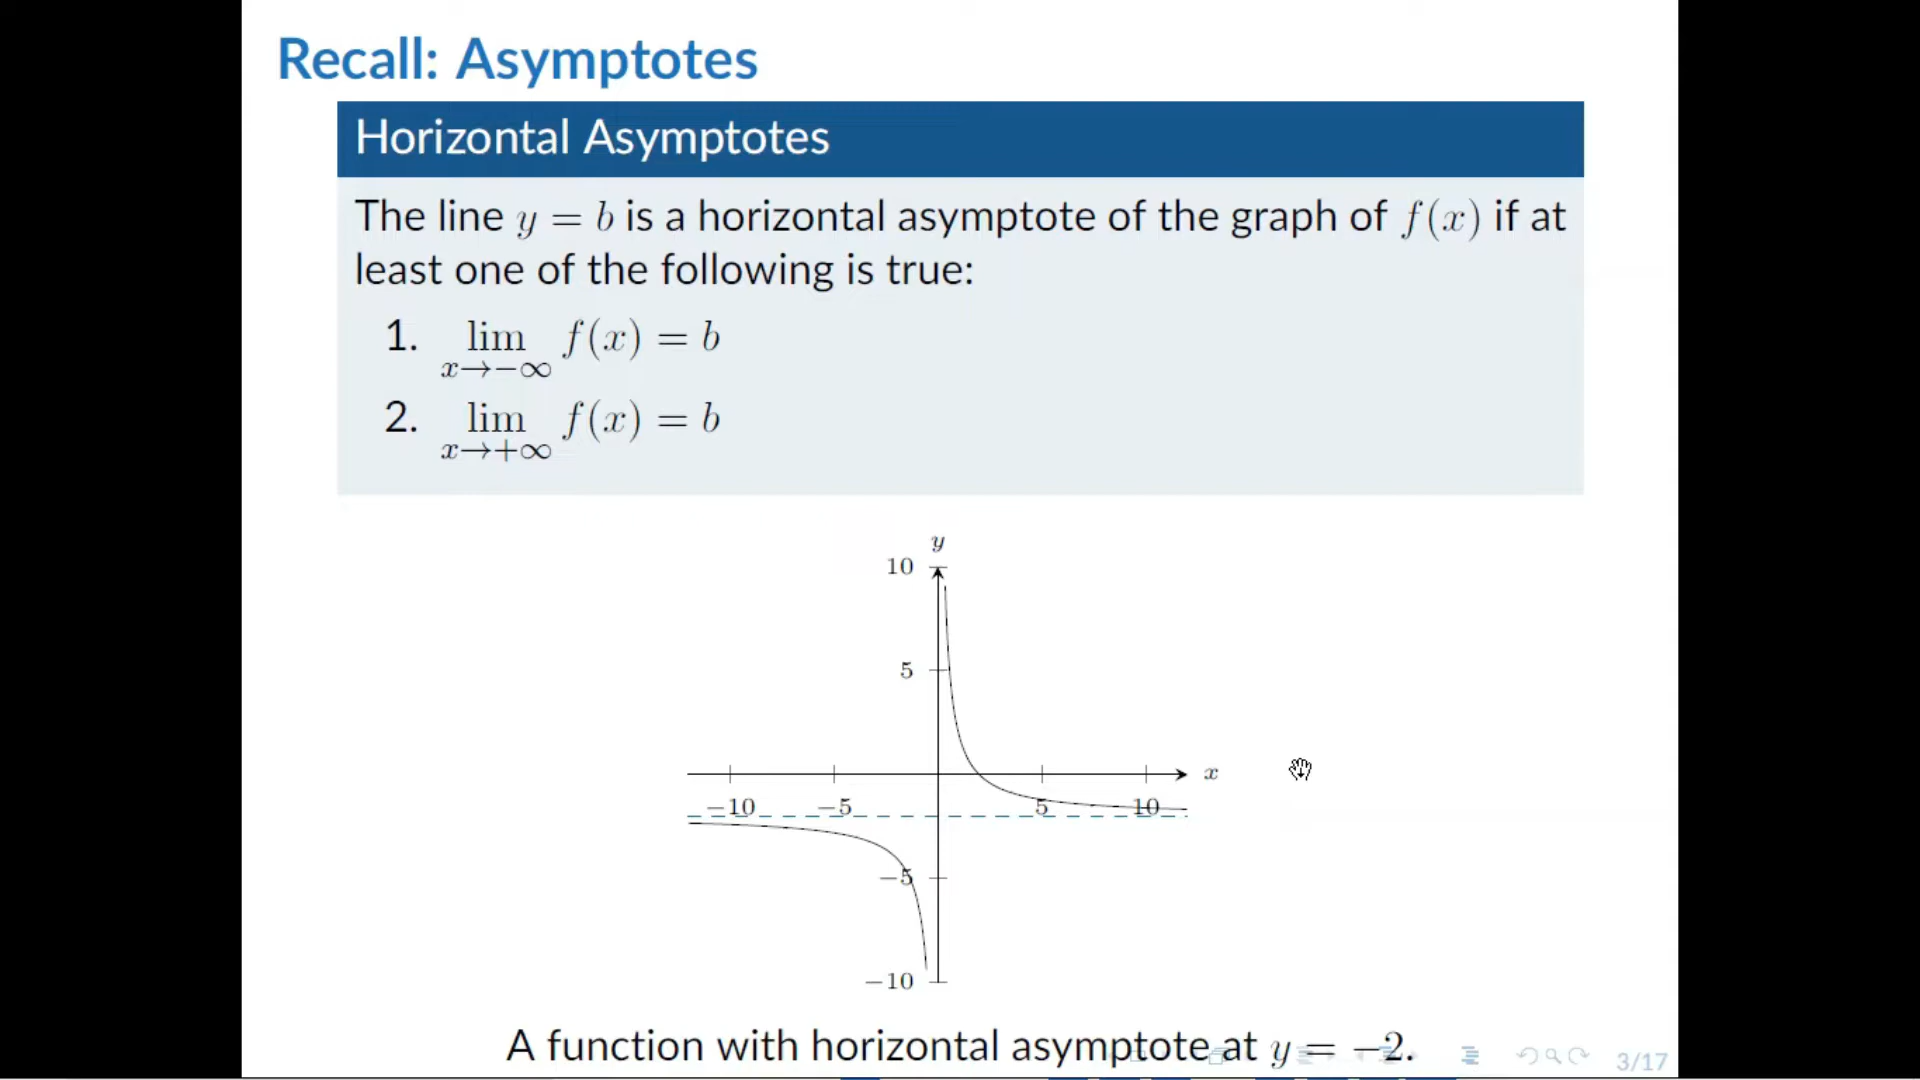 Recall: Asymptotes
Horizontal Asymptotes
The line y = b is a horizontal asymptote of the graph of f(x) if at
least one of the following is true:
1. lim f(x) = b
x→−∞
2. lim f(x) = b
x→+∞
y
10
5
x
−10 −5 5 10
−5
−10
A function with horizontal asymptote at y = −2.
3/17